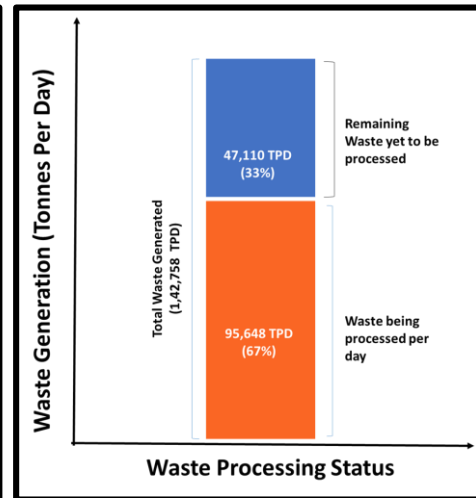 Waste Generation (Tonnes Per Day)
Total Waste Generated
(1,42,758 TPD)
47,110 TPD
(33%)
Remaining
Waste yet to be
processed
95,648 TPD
(67%)
Waste being
processed per
day
Waste Processing Status